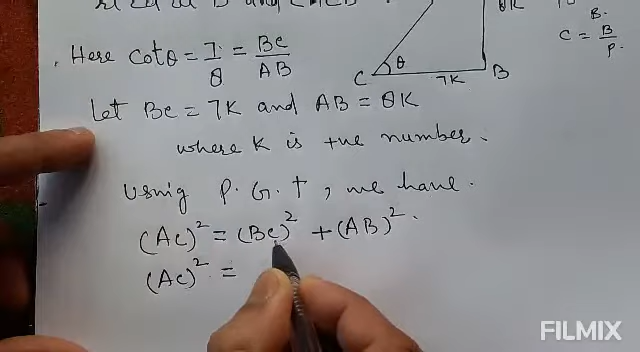 Here Cotθ = 7/8 = BC/AB
θ
C
7K
B
8K
B.
C = B/P.
Let BC = 7K and AB = 8K
where K is +ve number.
Using P.G.t, we have.
(AC)² = (BC)² + (AB)².
(AC)² =
FILMIX